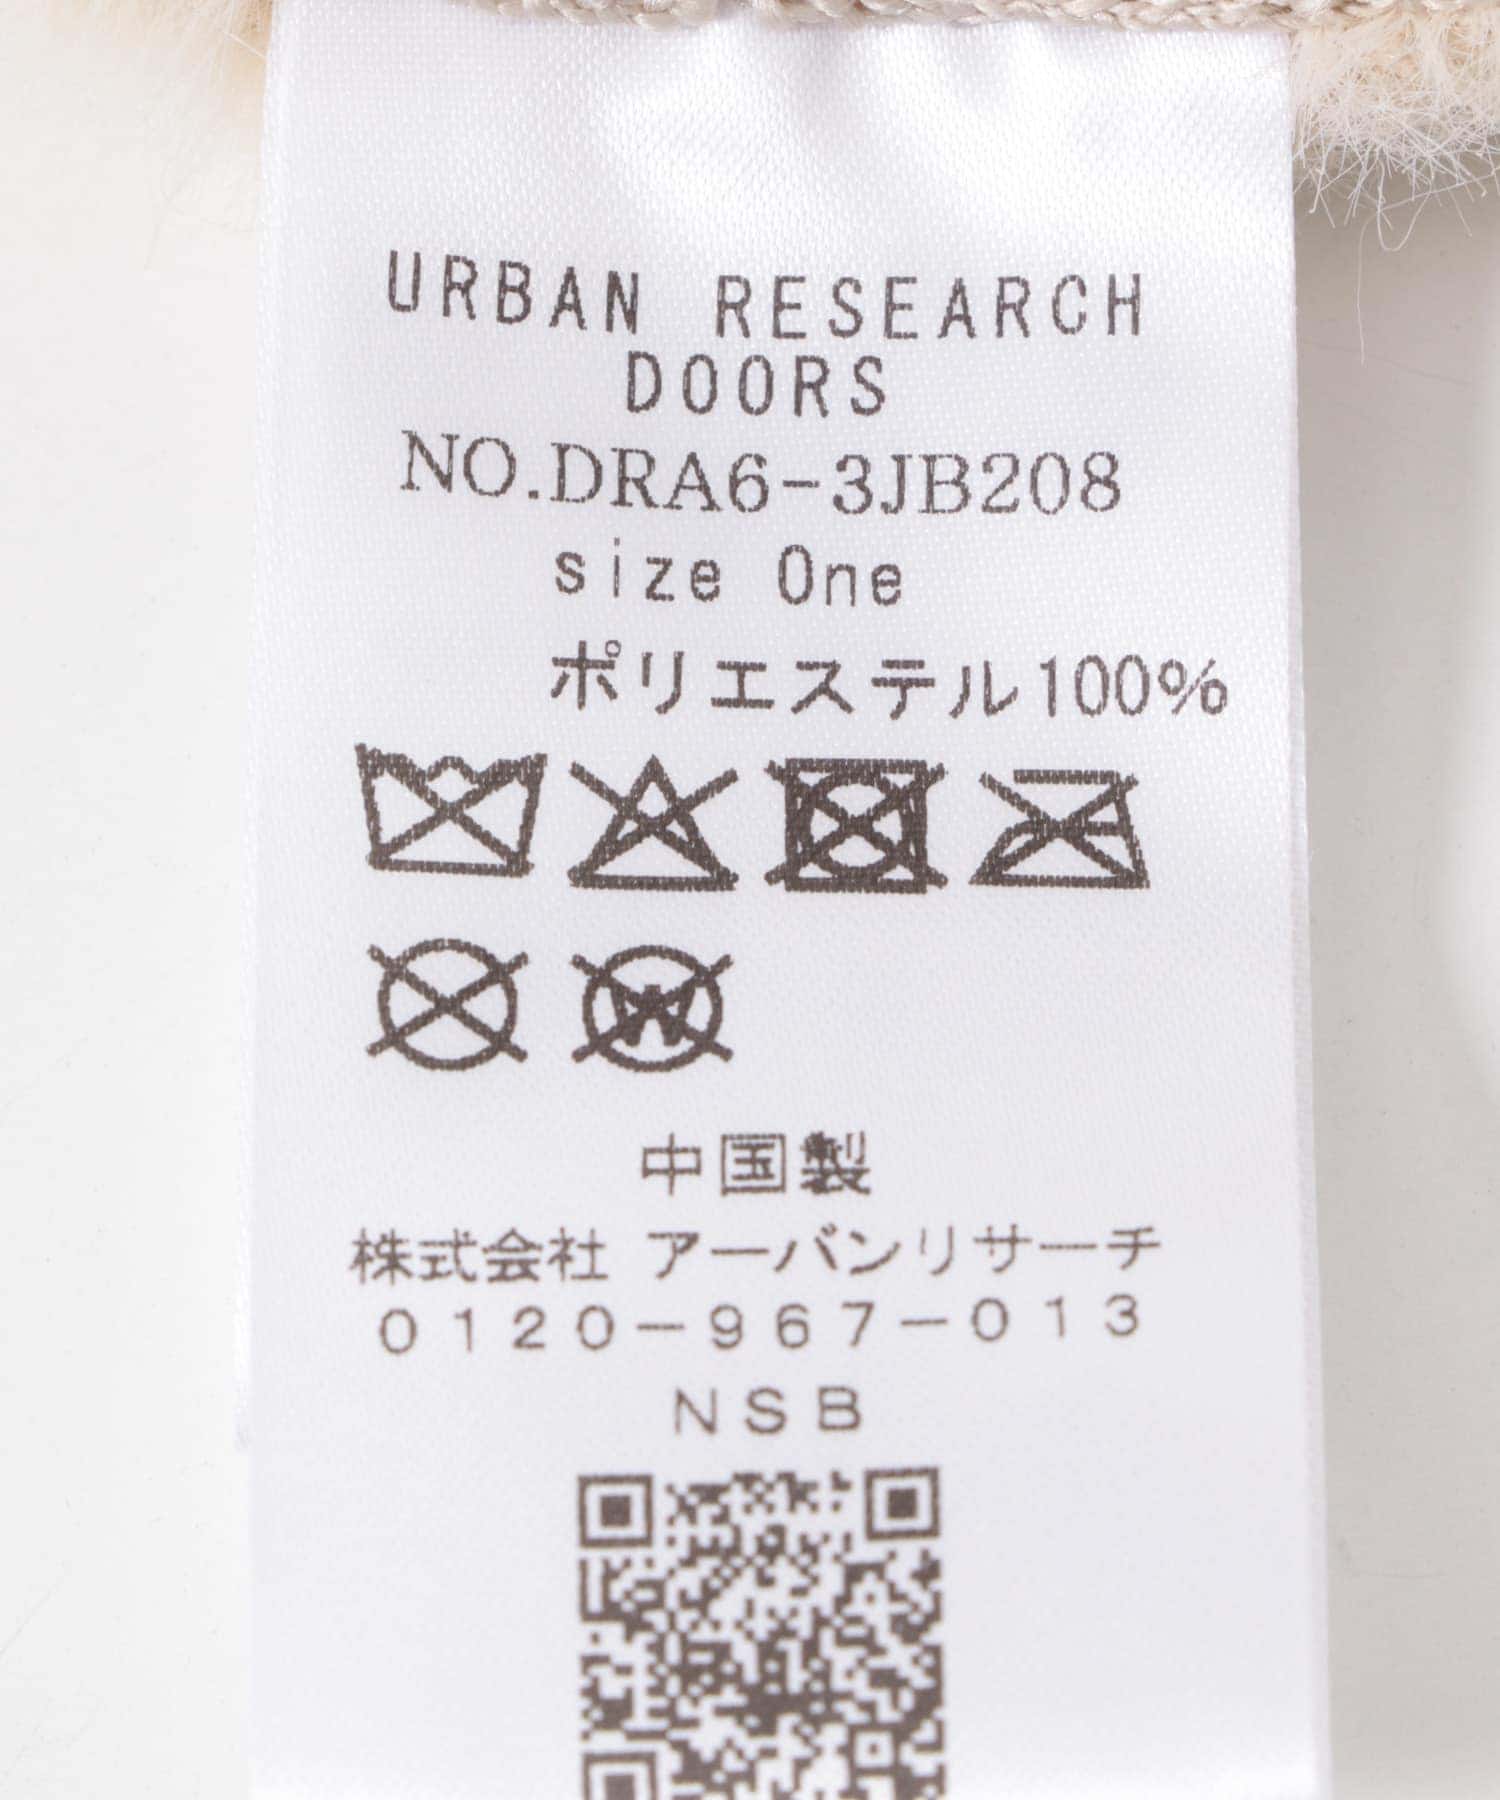 URBAN RESEARCH
DOORS
NO.DRA6-3JB208
size One
ポリエステル100%
中国製
株式会社 アーバンリサーチ
0120-967-013
NSB